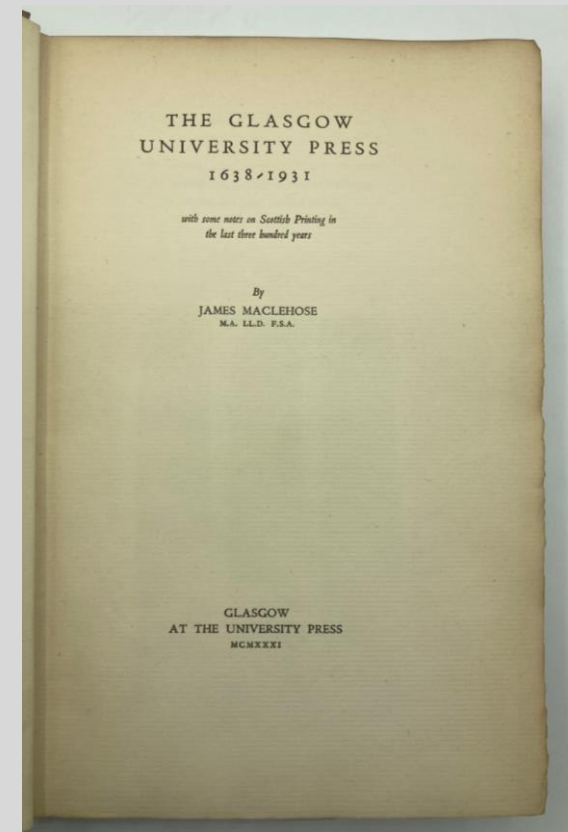 THE GLASGOW
UNIVERSITY PRESS
1638-1931
with some notes on Scottish Printing in
the last three hundred years
By
JAMES MACLEHOSE
M.A. LL.D. F.S.A.
GLASGOW
AT THE UNIVERSITY PRESS
MCMXXXI